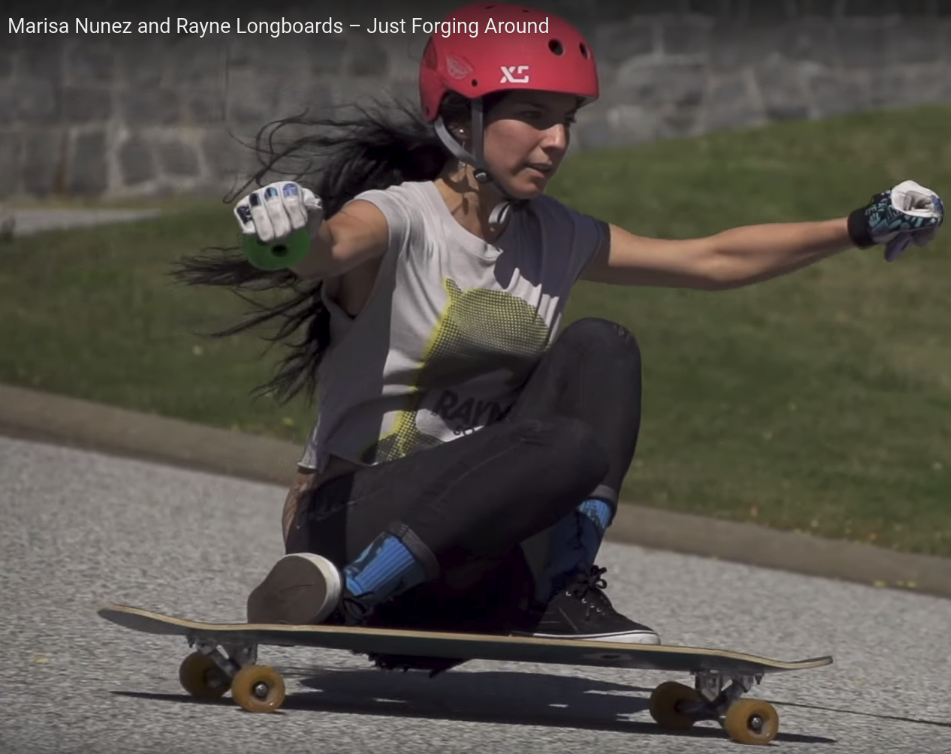 Marisa Nunez and Rayne Longboards – Just Forging Around
XS
RAYN